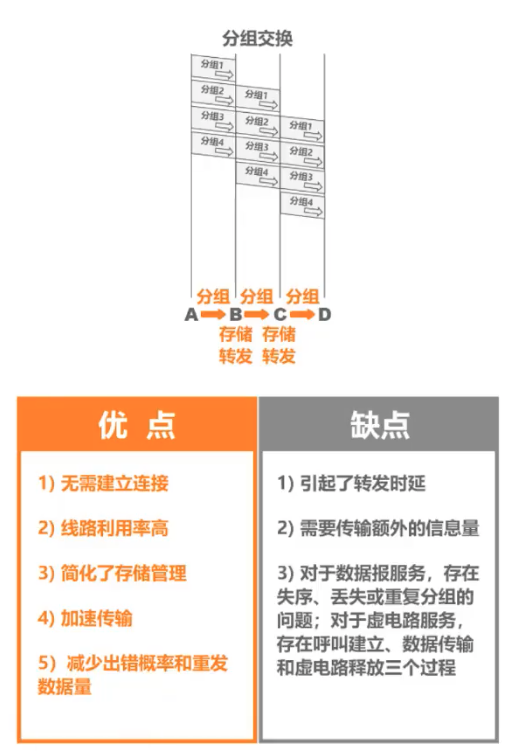 分组交换
分组1
分组2 分组1
分组3 分组2 分组1
分组4 分组3 分组2
分组4 分组3
分组4
分组 分组 分组
A B C D
存储 存储
转发 转发
优 点
1) 无需建立连接
2) 线路利用率高
3) 简化了存储管理
4) 加速传输
5) 减少出错概率和重发
数据量
缺点
1) 引起了转发时延
2) 需要传输额外的信息量
3) 对于数据报服务，存在
失序、丢失或重复分组的
问题；对于虚电路服务，
存在呼叫建立、数据传输
和虚电路释放三个过程